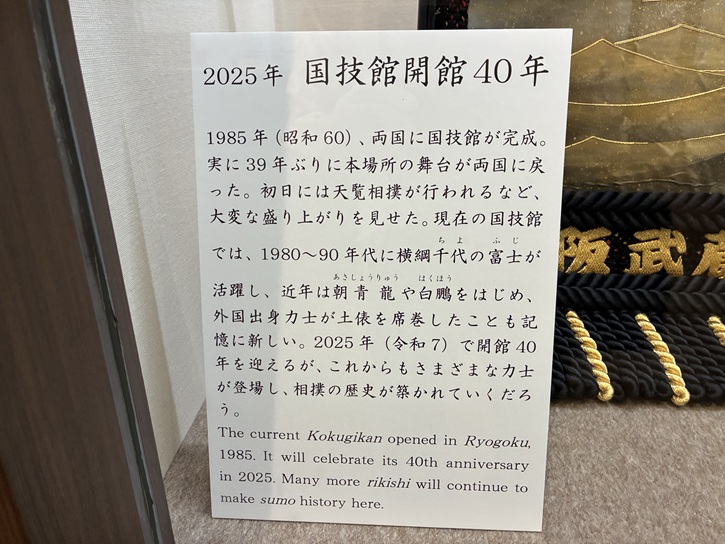 2025年 国技館開館40年
1985年(昭和60)、両国に国技館が完成。
実に39年ぶりに本場所の舞台が両国に戻
った。初日には天覧相撲が行われるなど、
大変な盛り上がりを見せた。現在の国技館
ちよ ふじ
では、1980~90年代に横綱千代の富士が
あさしょうりゅう はくほう
活躍し、近年は朝青龍や白鵬をはじめ、
外国出身力士が土俵を席巻したことも記
憶に新しい。2025年(令和7)で開館40
年を迎えるが、これからもさまざまな力士
が登場し、相撲の歴史が築かれていくだろ
う。
The current Kokugikan opened in Ryogoku,
1985. It will celebrate its 40th anniversary
in 2025. Many more rikishi will continue to
make sumo history here.
阪武蔵